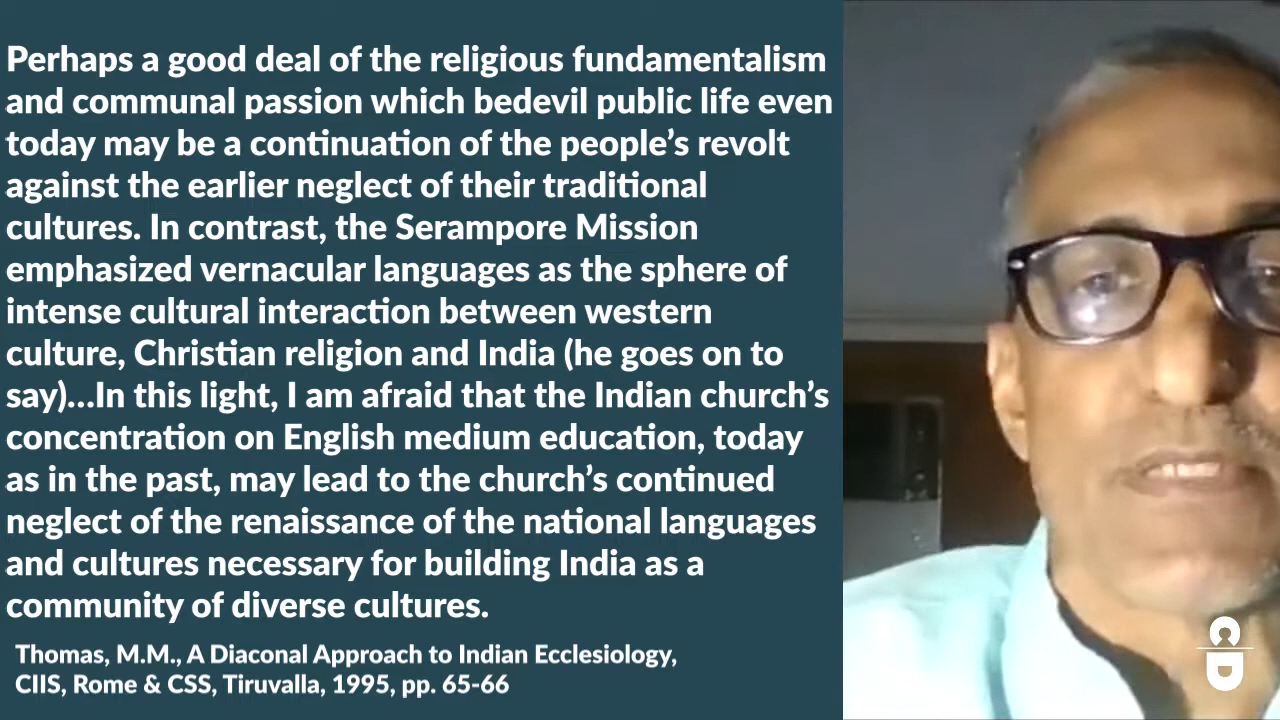 Perhaps a good deal of the religious fundamentalism
and communal passion which bedevil public life even
today may be a continuation of the people’s revolt
against the earlier neglect of their traditional
cultures. In contrast, the Serampore Mission
emphasized vernacular languages as the sphere of
intense cultural interaction between western
culture, Christian religion and India (he goes on to
say)...In this light, I am afraid that the Indian church’s
concentration on English medium education, today
as in the past, may lead to the church’s continued
neglect of the renaissance of the national languages
and cultures necessary for building India as a
community of diverse cultures.
Thomas, M.M., A Diaconal Approach to Indian Ecclesiology,
CIIS, Rome & CSS, Tiruvalla, 1995, pp. 65-66
CD